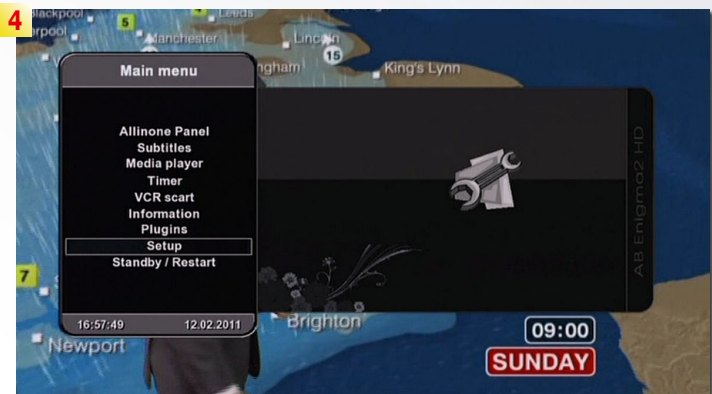 4
Blackpool
Leeds
5
erpool
Manchester
Lincoln
15
ngham
King's Lynn
Main menu
Allinone Panel
Subtitles
Media player
Timer
VCR scart
Information
Plugins
Setup
Standby / Restart
AB Enigma2 HD
7
16:57:49
12.02.2011
Brighton
Newport
09:00
SUNDAY